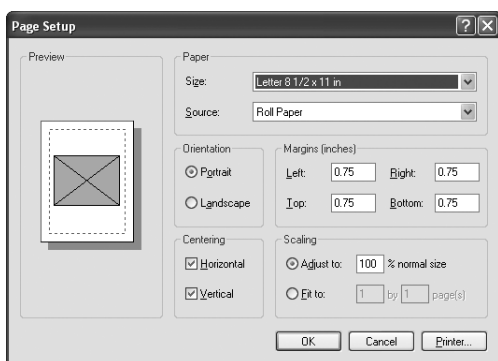 Page Setup
Preview
Paper
Size: Letter 8 1/2 x 11 in
Source: Roll Paper
Orientation
Portrait
Landscape
Margins (inches)
Left: 0.75 Right: 0.75
Top: 0.75 Bottom: 0.75
Centering
Horizontal
Vertical
Scaling
Adjust to: 100 % normal size
Fit to: 1 by 1 page(s)
OK Cancel Printer...